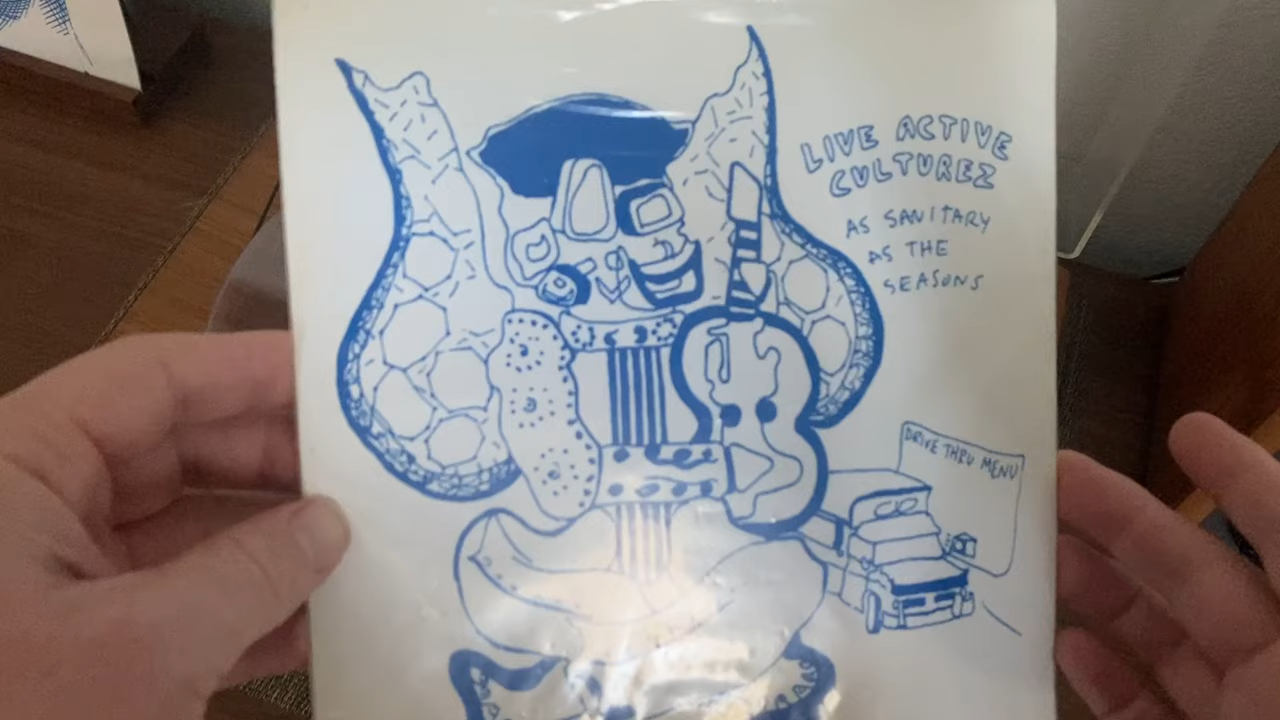 LIVE ACTIVE
CULTUREZ
AS SANITARY
AS THE
SEASONS
DRIVE THRU MENU